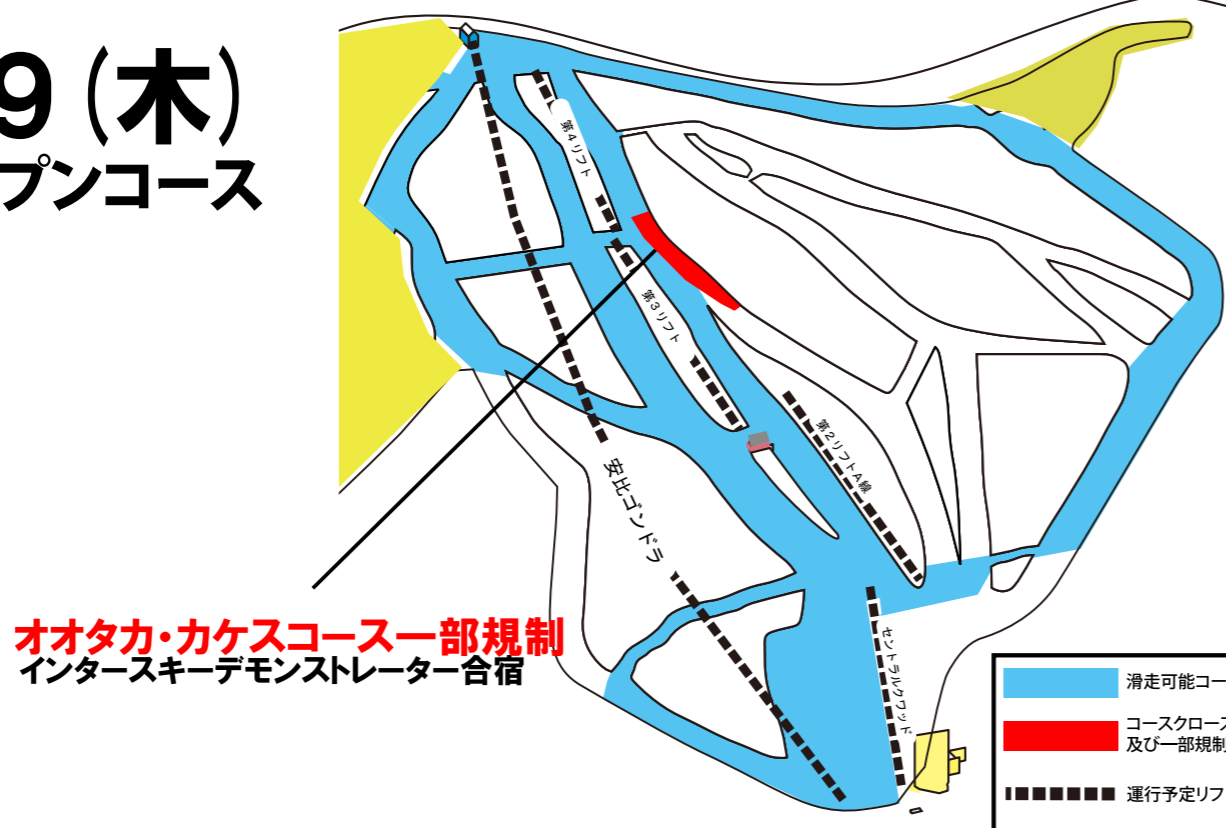 9（木）
プンコース
第4リフト
第3リフト
第2リフトA線
安比ゴンドラ
セントラルクワッド
オオタカ・カケスコース一部規制
インタースキーデモンストレーター合宿
滑走可能コー
コースクローズ
及び一部規制
運行予定リフ